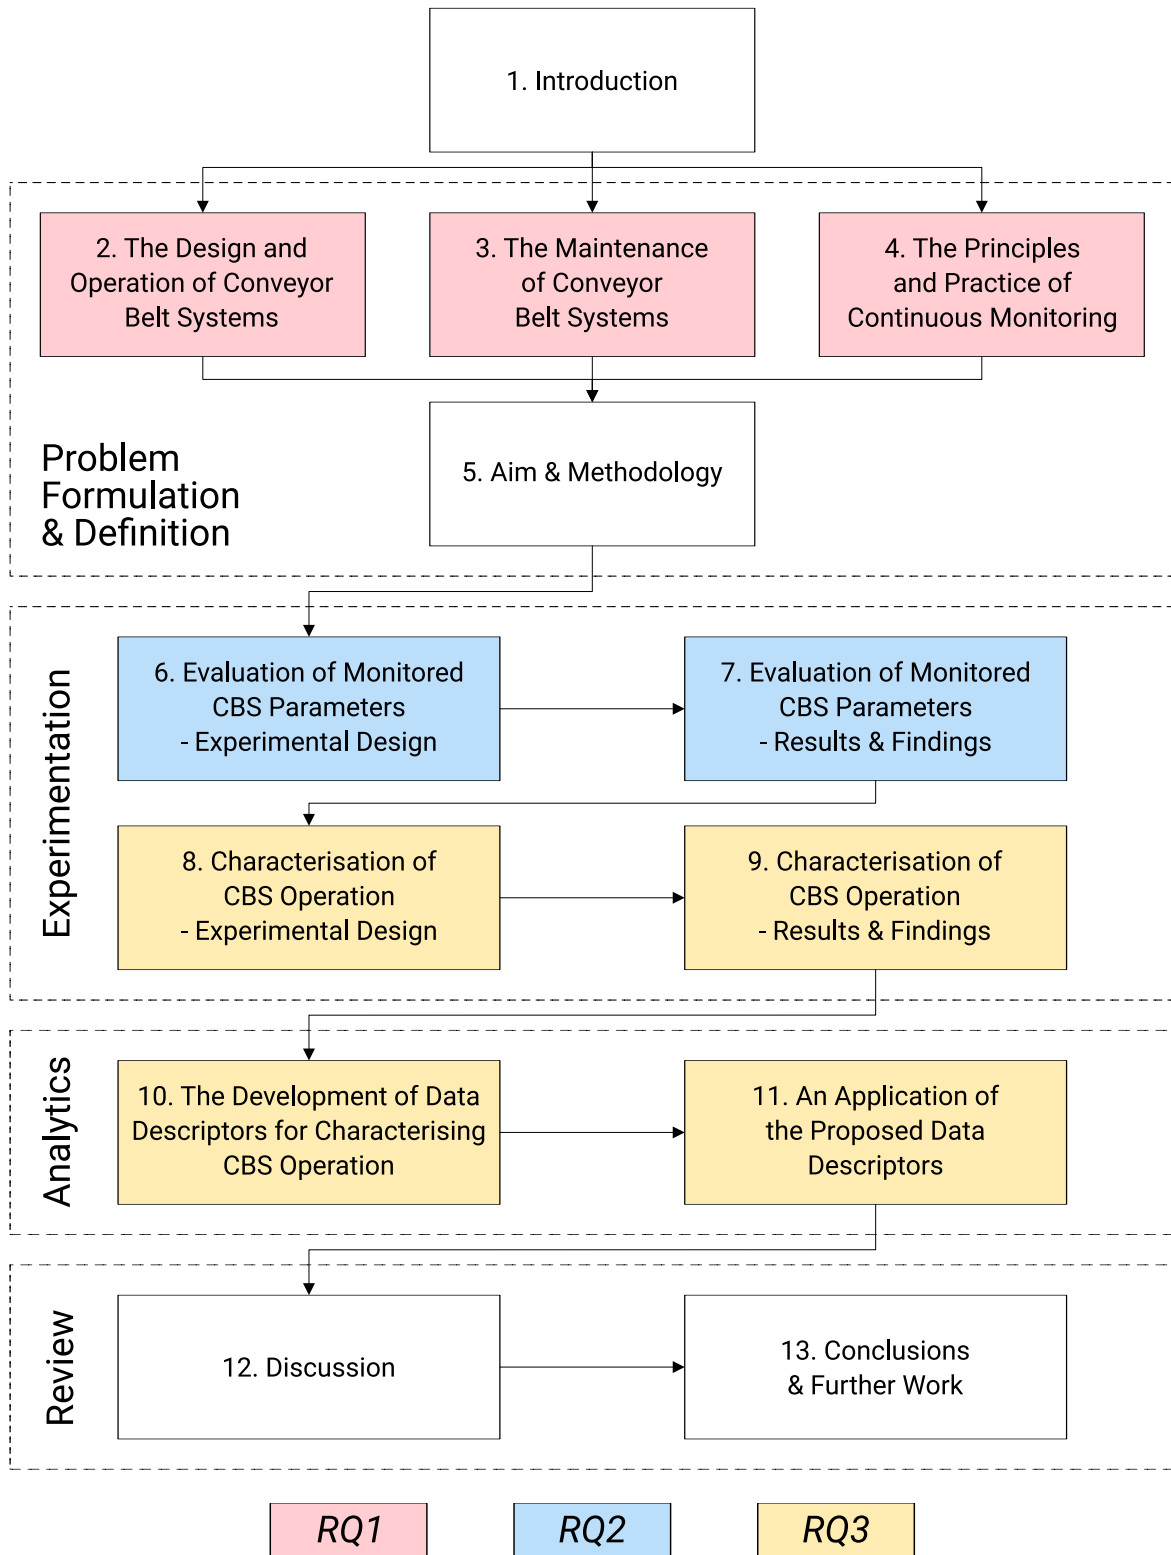 1. Introduction
2. The Design and
Operation of Conveyor
Belt Systems
3. The Maintenance
of Conveyor
Belt Systems
4. The Principles
and Practice of
Continuous Monitoring
5. Aim & Methodology
Problem
Formulation
& Definition
Experimentation
6. Evaluation of Monitored
CBS Parameters
- Experimental Design
7. Evaluation of Monitored
CBS Parameters
- Results & Findings
8. Characterisation of
CBS Operation
- Experimental Design
9. Characterisation of
CBS Operation
- Results & Findings
Analytics
10. The Development of Data
Descriptors for Characterising
CBS Operation
11. An Application of
the Proposed Data
Descriptors
Review
12. Discussion
13. Conclusions
& Further Work
RQ1
RQ2
RQ3